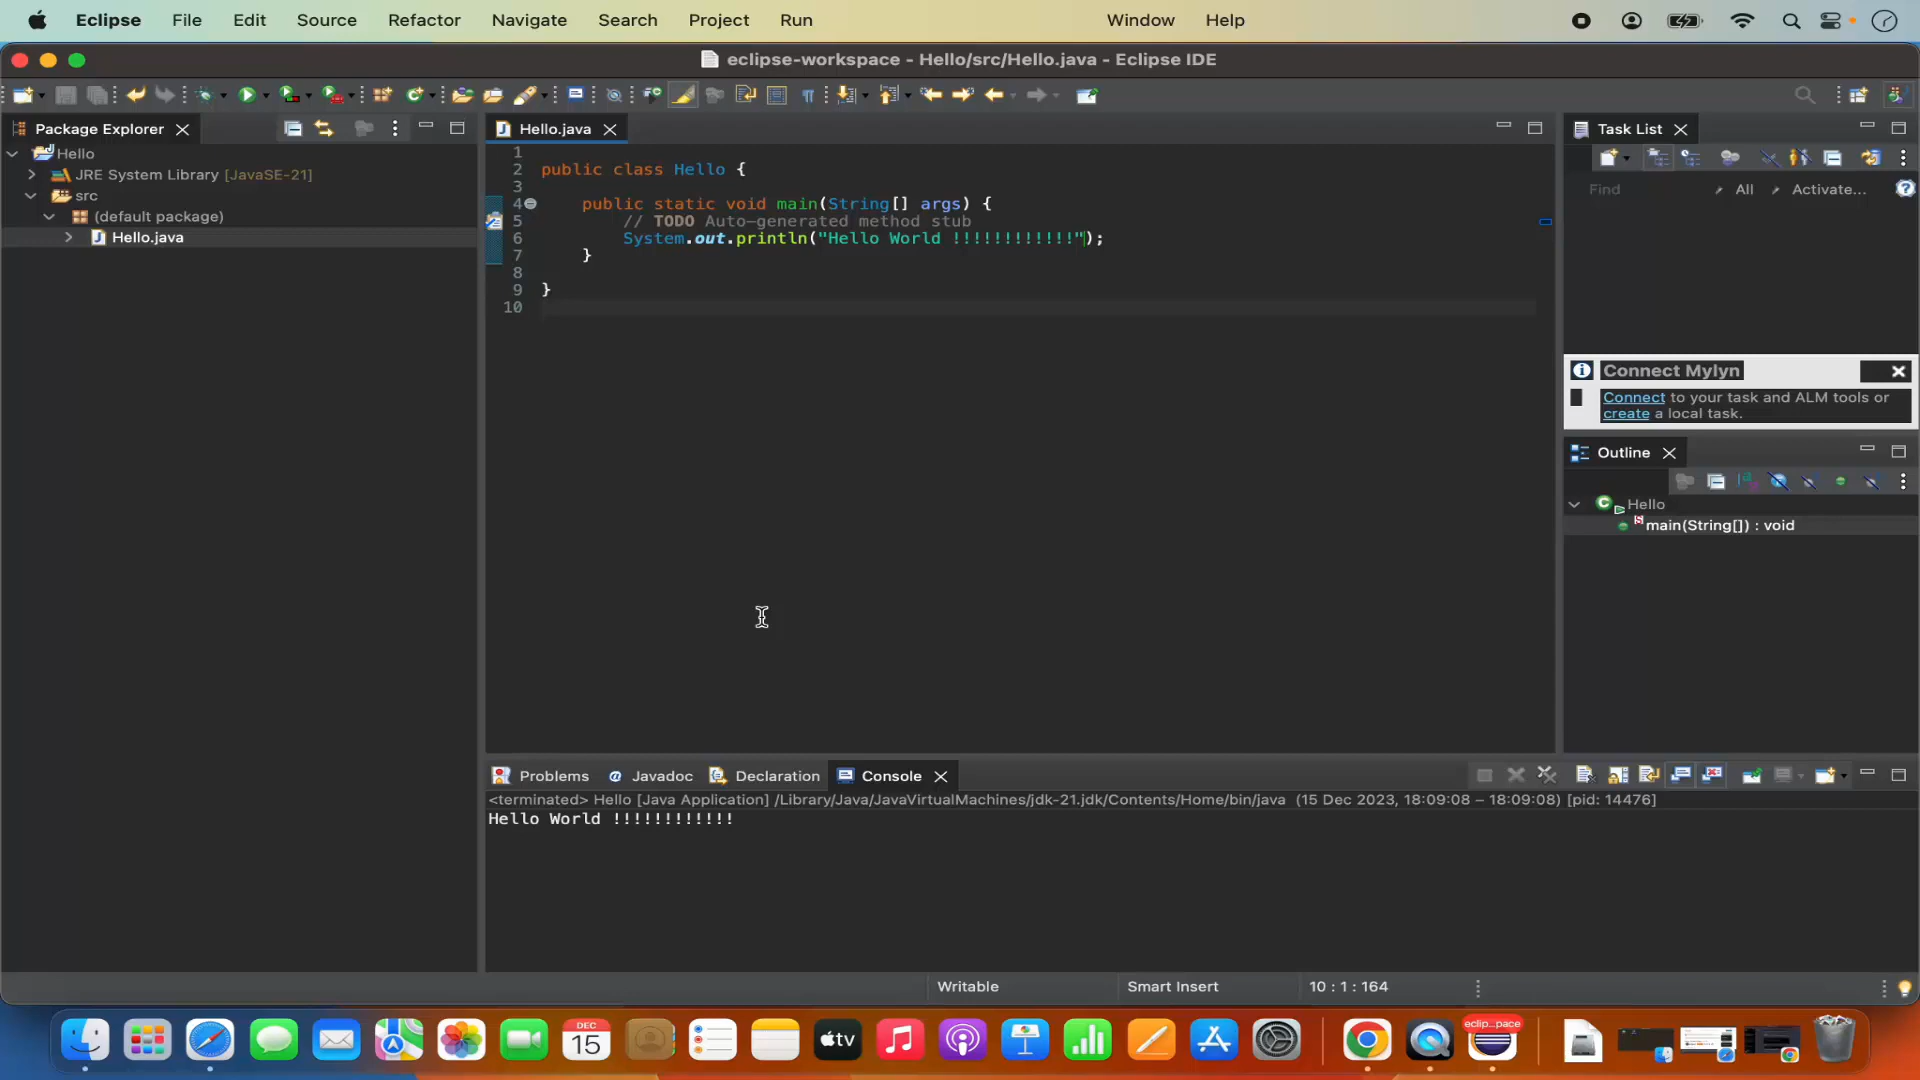 Eclipse File Edit Source Refactor Navigate Search Project Run Window Help
eclipse-workspace - Hello/src/Hello.java - Eclipse IDE
Package Explorer
Hello
JRE System Library [JavaSE-21]
src
(default package)
Hello.java
Hello.java
1
2 public class Hello {
3
4 public static void main(String[] args) {
5 // TODO Auto-generated method stub
6 System.out.println("Hello World !!!!!!!!!!!!");
7 }
8
9 }
10
Task List
Find All Activate...
Connect Mylyn
Connect to your task and ALM tools or
create a local task.
Outline
Hello
main(String[]) : void
Problems Javadoc Declaration Console
<terminated> Hello [Java Application] /Library/Java/JavaVirtualMachines/jdk-21.jdk/Contents/Home/bin/java (15 Dec 2023, 18:09:08 – 18:09:08) [pid: 14476]
Hello World !!!!!!!!!!!!
Writable Smart Insert 10 : 1 : 164
DEC
15
tv
eclip...pace